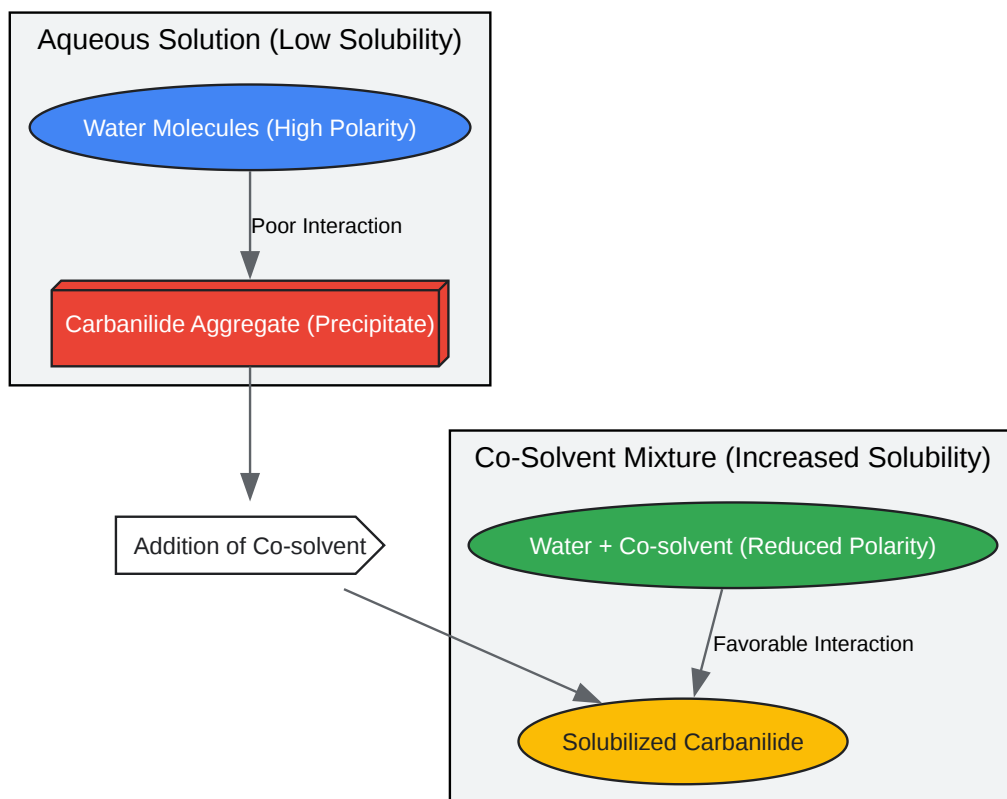 Aqueous Solution (Low Solubility)
Water Molecules (High Polarity)
Poor Interaction
Carbanilide Aggregate (Precipitate)
Addition of Co-solvent
Co-Solvent Mixture (Increased Solubility)
Water + Co-solvent (Reduced Polarity)
Favorable Interaction
Solubilized Carbanilide